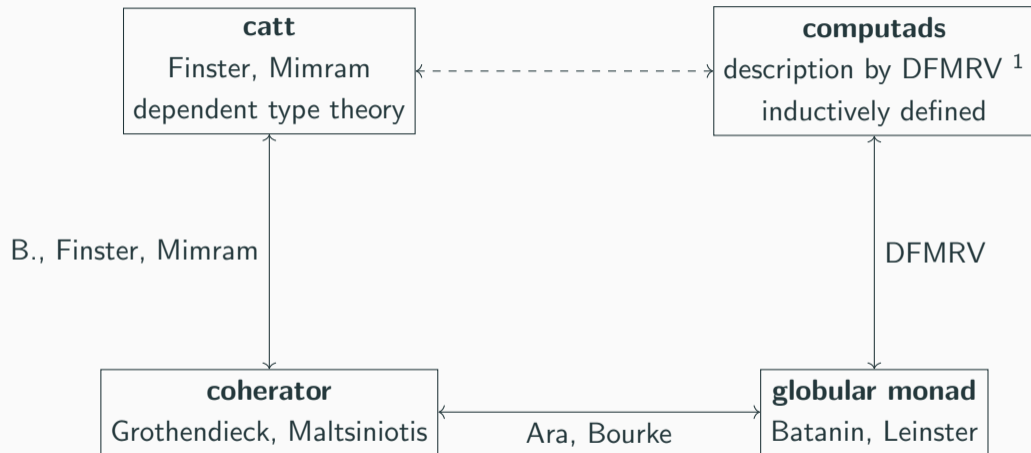 catt
Finster, Mimram
dependent type theory
computads
description by DFMRV 1
inductively defined
B., Finster, Mimram
DFMRV
coherator
Grothendieck, Maltsiniotis
Ara, Bourke
globular monad
Batanin, Leinster